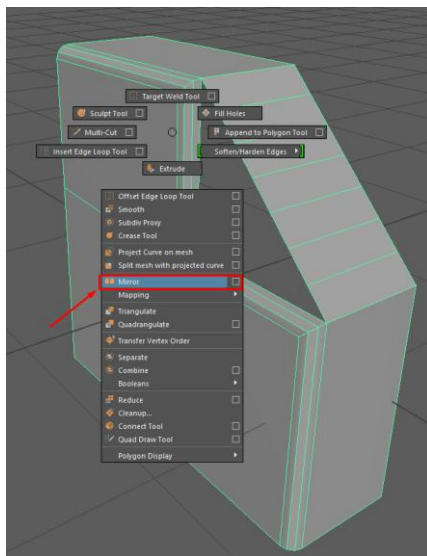 Target Weld Tool
Sculpt Tool
Fill Holes
Multi-Cut
Append to Polygon Tool
Insert Edge Loop Tool
Soften/Harden Edges
Extrude
Offset Edge Loop Tool
Smooth
Subdiv Proxy
Crease Tool
Project Curve on mesh
Split mesh with projected curve
Mirror
Mapping
Triangulate
Quadrangulate
Transfer Vertex Order
Separate
Combine
Booleans
Reduce
Cleanup...
Connect Tool
Quad Draw Tool
Polygon Display